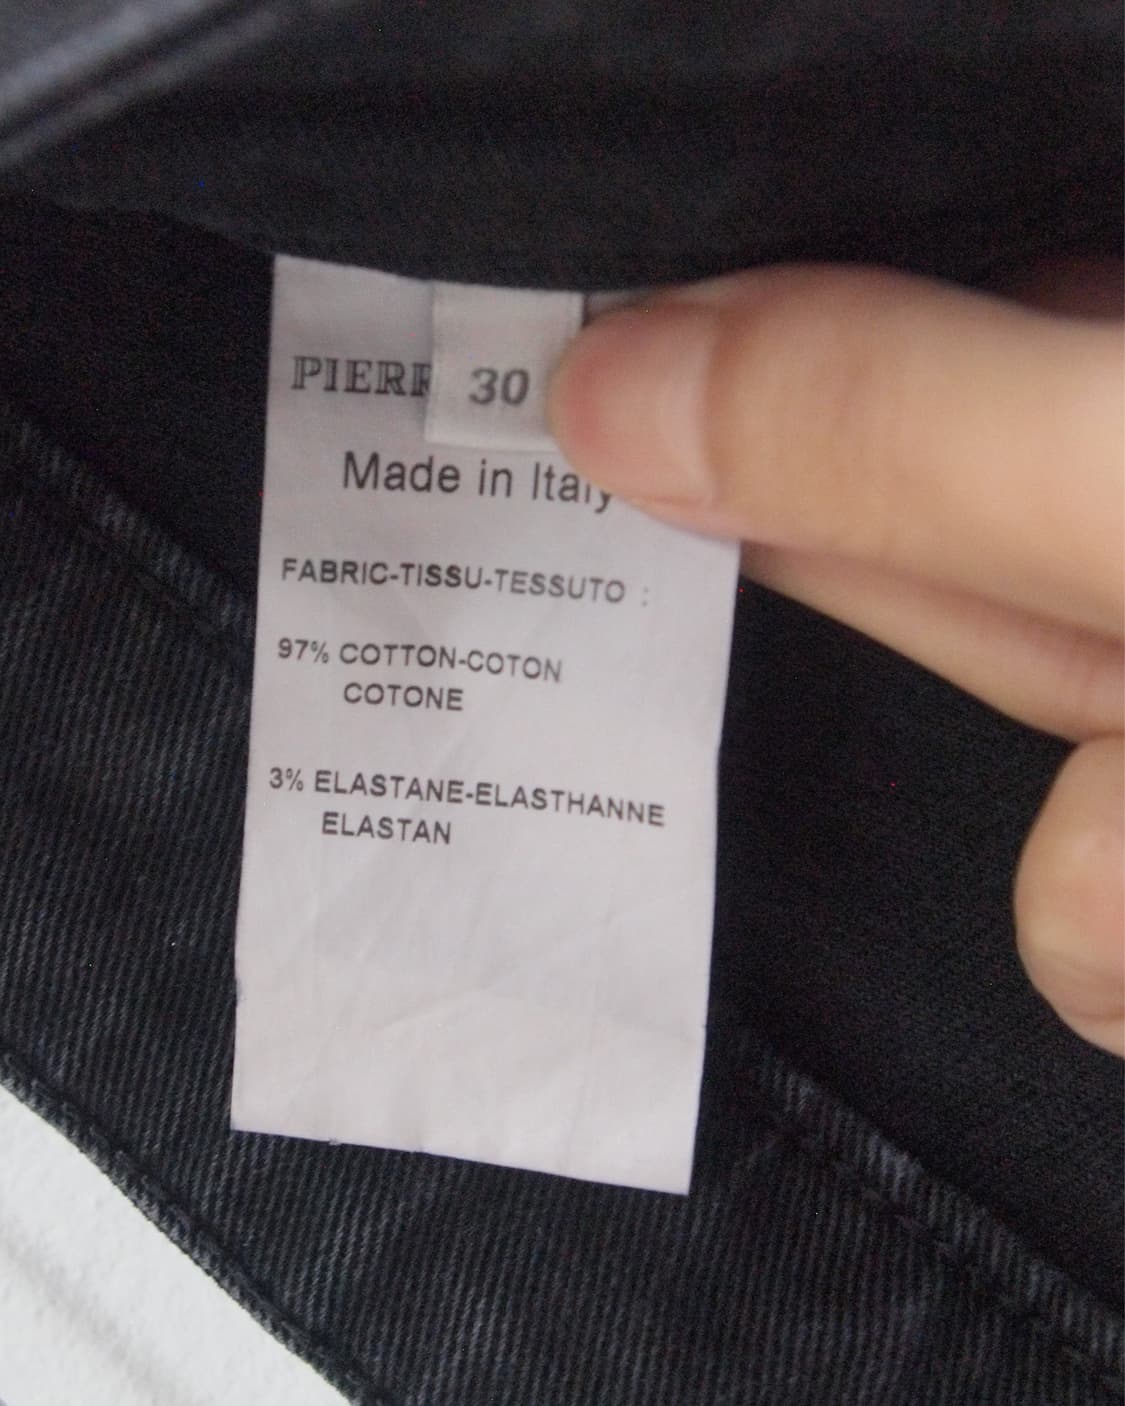 PIERR
30
Made in Italy
FABRIC-TISSU-TESSUTO :
97% COTTON-COTON
COTONE
3% ELASTANE-ELASTHANNE
ELASTAN